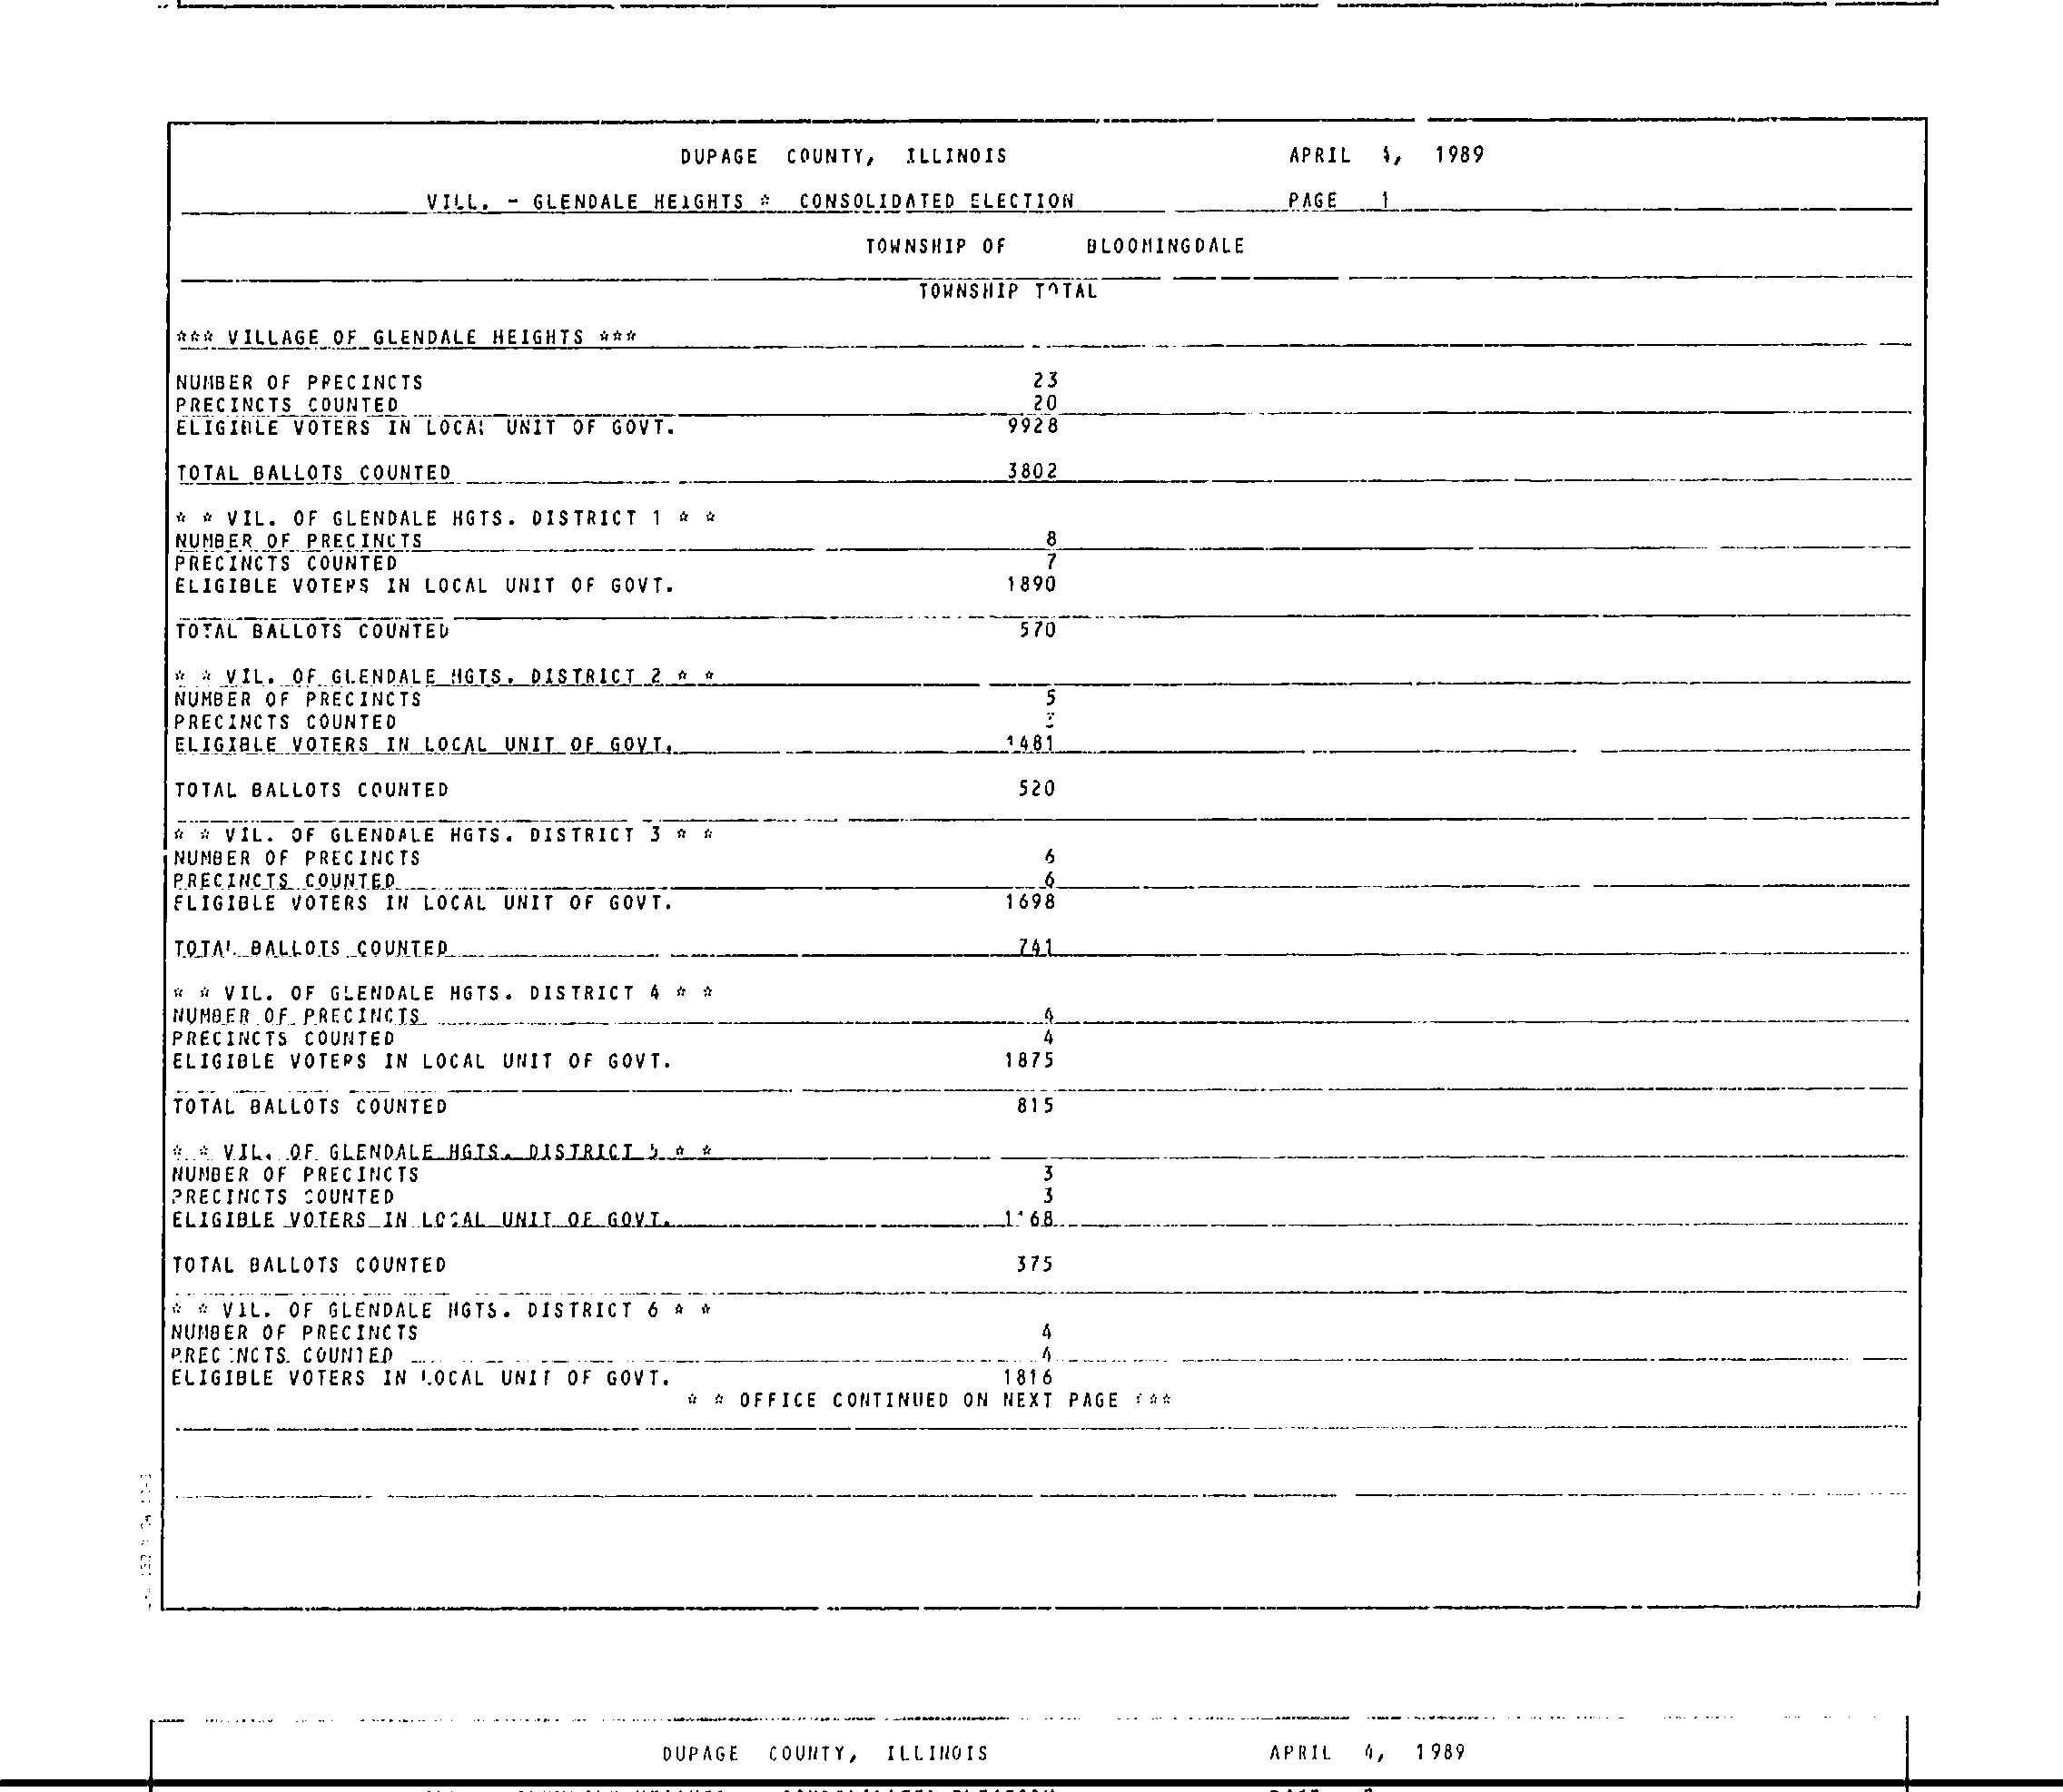 DUPAGE COUNTY, ILLINOIS APRIL 4, 1989
VILL. - GLENDALE HEIGHTS * CONSOLIDATED ELECTION PAGE 1
TOWNSHIP OF BLOOMINGDALE
TOWNSHIP TOTAL
*** VILLAGE OF GLENDALE HEIGHTS ***
NUMBER OF PRECINCTS 23
PRECINCTS COUNTED 20
ELIGIBLE VOTERS IN LOCAL UNIT OF GOVT. 9928
TOTAL BALLOTS COUNTED 3802
* * VIL. OF GLENDALE HGTS. DISTRICT 1 * *
NUMBER OF PRECINCTS 8
PRECINCTS COUNTED 7
ELIGIBLE VOTERS IN LOCAL UNIT OF GOVT. 1890
TOTAL BALLOTS COUNTED 570
* * VIL. OF GLENDALE HGTS. DISTRICT 2 * *
NUMBER OF PRECINCTS 5
PRECINCTS COUNTED
ELIGIBLE VOTERS IN LOCAL UNIT OF GOVT. 1481
TOTAL BALLOTS COUNTED 520
* * VIL. OF GLENDALE HGTS. DISTRICT 3 * *
NUMBER OF PRECINCTS 6
PRECINCTS COUNTED 6
ELIGIBLE VOTERS IN LOCAL UNIT OF GOVT. 1698
TOTAL BALLOTS COUNTED 741
* * VIL. OF GLENDALE HGTS. DISTRICT 4 * *
NUMBER OF PRECINCTS 4
PRECINCTS COUNTED 4
ELIGIBLE VOTERS IN LOCAL UNIT OF GOVT. 1875
TOTAL BALLOTS COUNTED 815
* * VIL. OF GLENDALE HGTS. DISTRICT 5 * *
NUMBER OF PRECINCTS 3
PRECINCTS COUNTED 3
ELIGIBLE VOTERS IN LOCAL UNIT OF GOVT.
TOTAL BALLOTS COUNTED 375
* * VIL. OF GLENDALE HGTS. DISTRICT 6 * *
NUMBER OF PRECINCTS 4
PRECINCTS COUNTED 4
ELIGIBLE VOTERS IN LOCAL UNIT OF GOVT. 1816
* * OFFICE CONTINUED ON NEXT PAGE ***
DUPAGE COUNTY, ILLINOIS APRIL 4, 1989